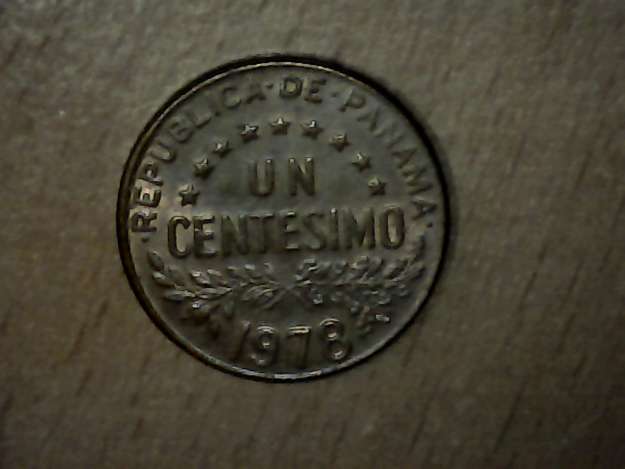 ·REPUBLICA·DE·PANAMA·
UN
CENTESIMO
1978